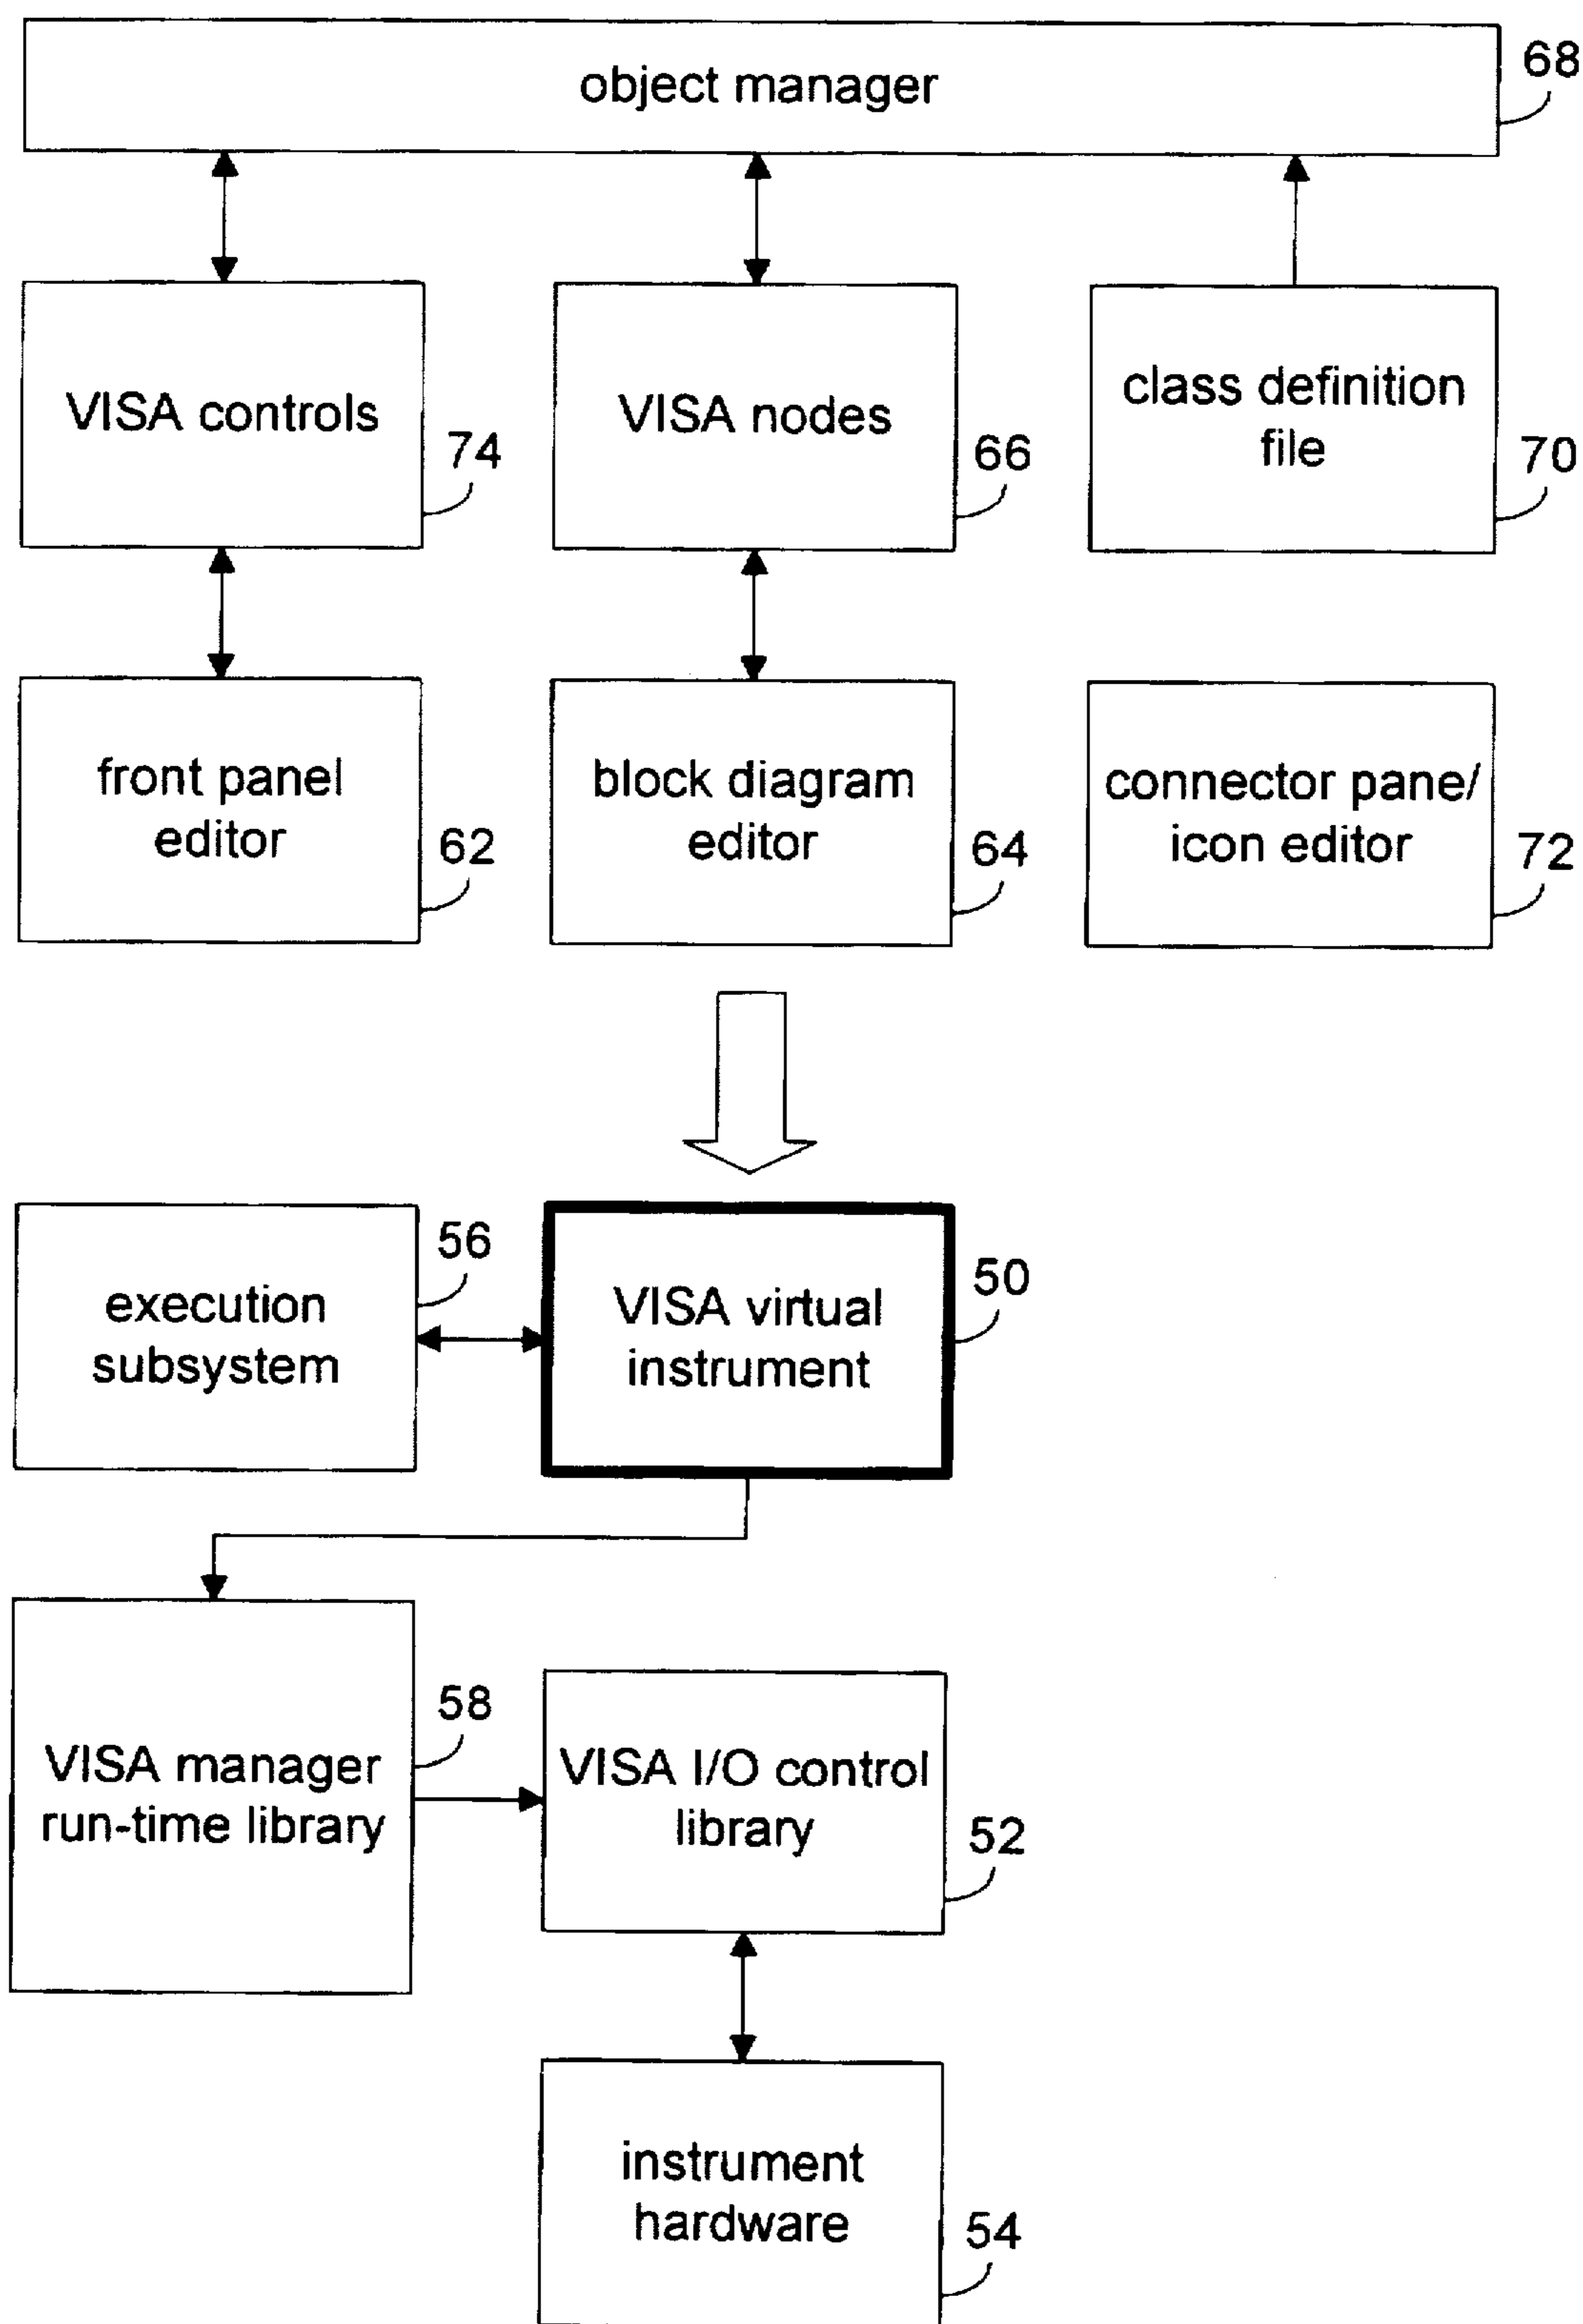 object manager
68
VISA controls
74
VISA nodes
66
class definition
file
70
front panel
editor
62
block diagram
editor
64
connector pane/
icon editor
72
execution
subsystem
56
VISA virtual
instrument
50
VISA manager
run-time library
58
VISA I/O control
library
52
instrument
hardware
54